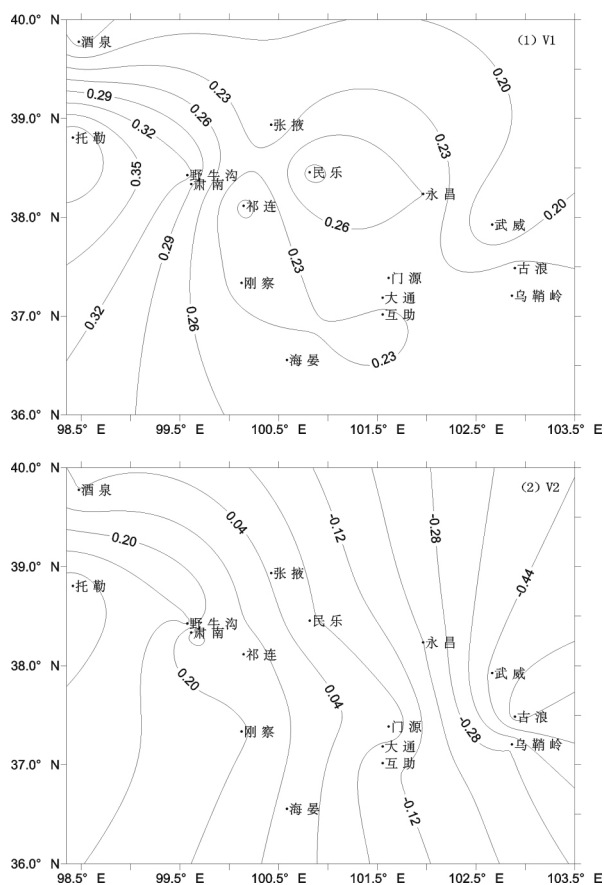 40.0° N
（1）V1
酒泉
0.20
39.0° N
0.29
0.23
0.26
张掖
0.32
0.23
托勒
0.35
民乐
野牛沟
肃南
永昌
0.20
38.0° N
祁连
0.26
武威
0.29
0.23
古浪
门源
刚察
大通
乌鞘岭
37.0° N
0.32
0.26
互助
海晏
0.23
36.0° N
98.5° E 99.5° E 100.5° E 101.5° E 102.5° E 103.5° E
40.0° N
（2）V2
酒泉
0.04
-0.12
-0.28
0.20
39.0° N
张掖
-0.44
托勒
民乐
野牛沟
肃南
永昌
38.0° N
祁连
武威
0.20
0.04
古浪
刚察
门源
-0.28
大通
乌鞘岭
37.0° N
互助
海晏
-0.12
36.0° N
98.5° E 99.5° E 100.5° E 101.5° E 102.5° E 103.5° E